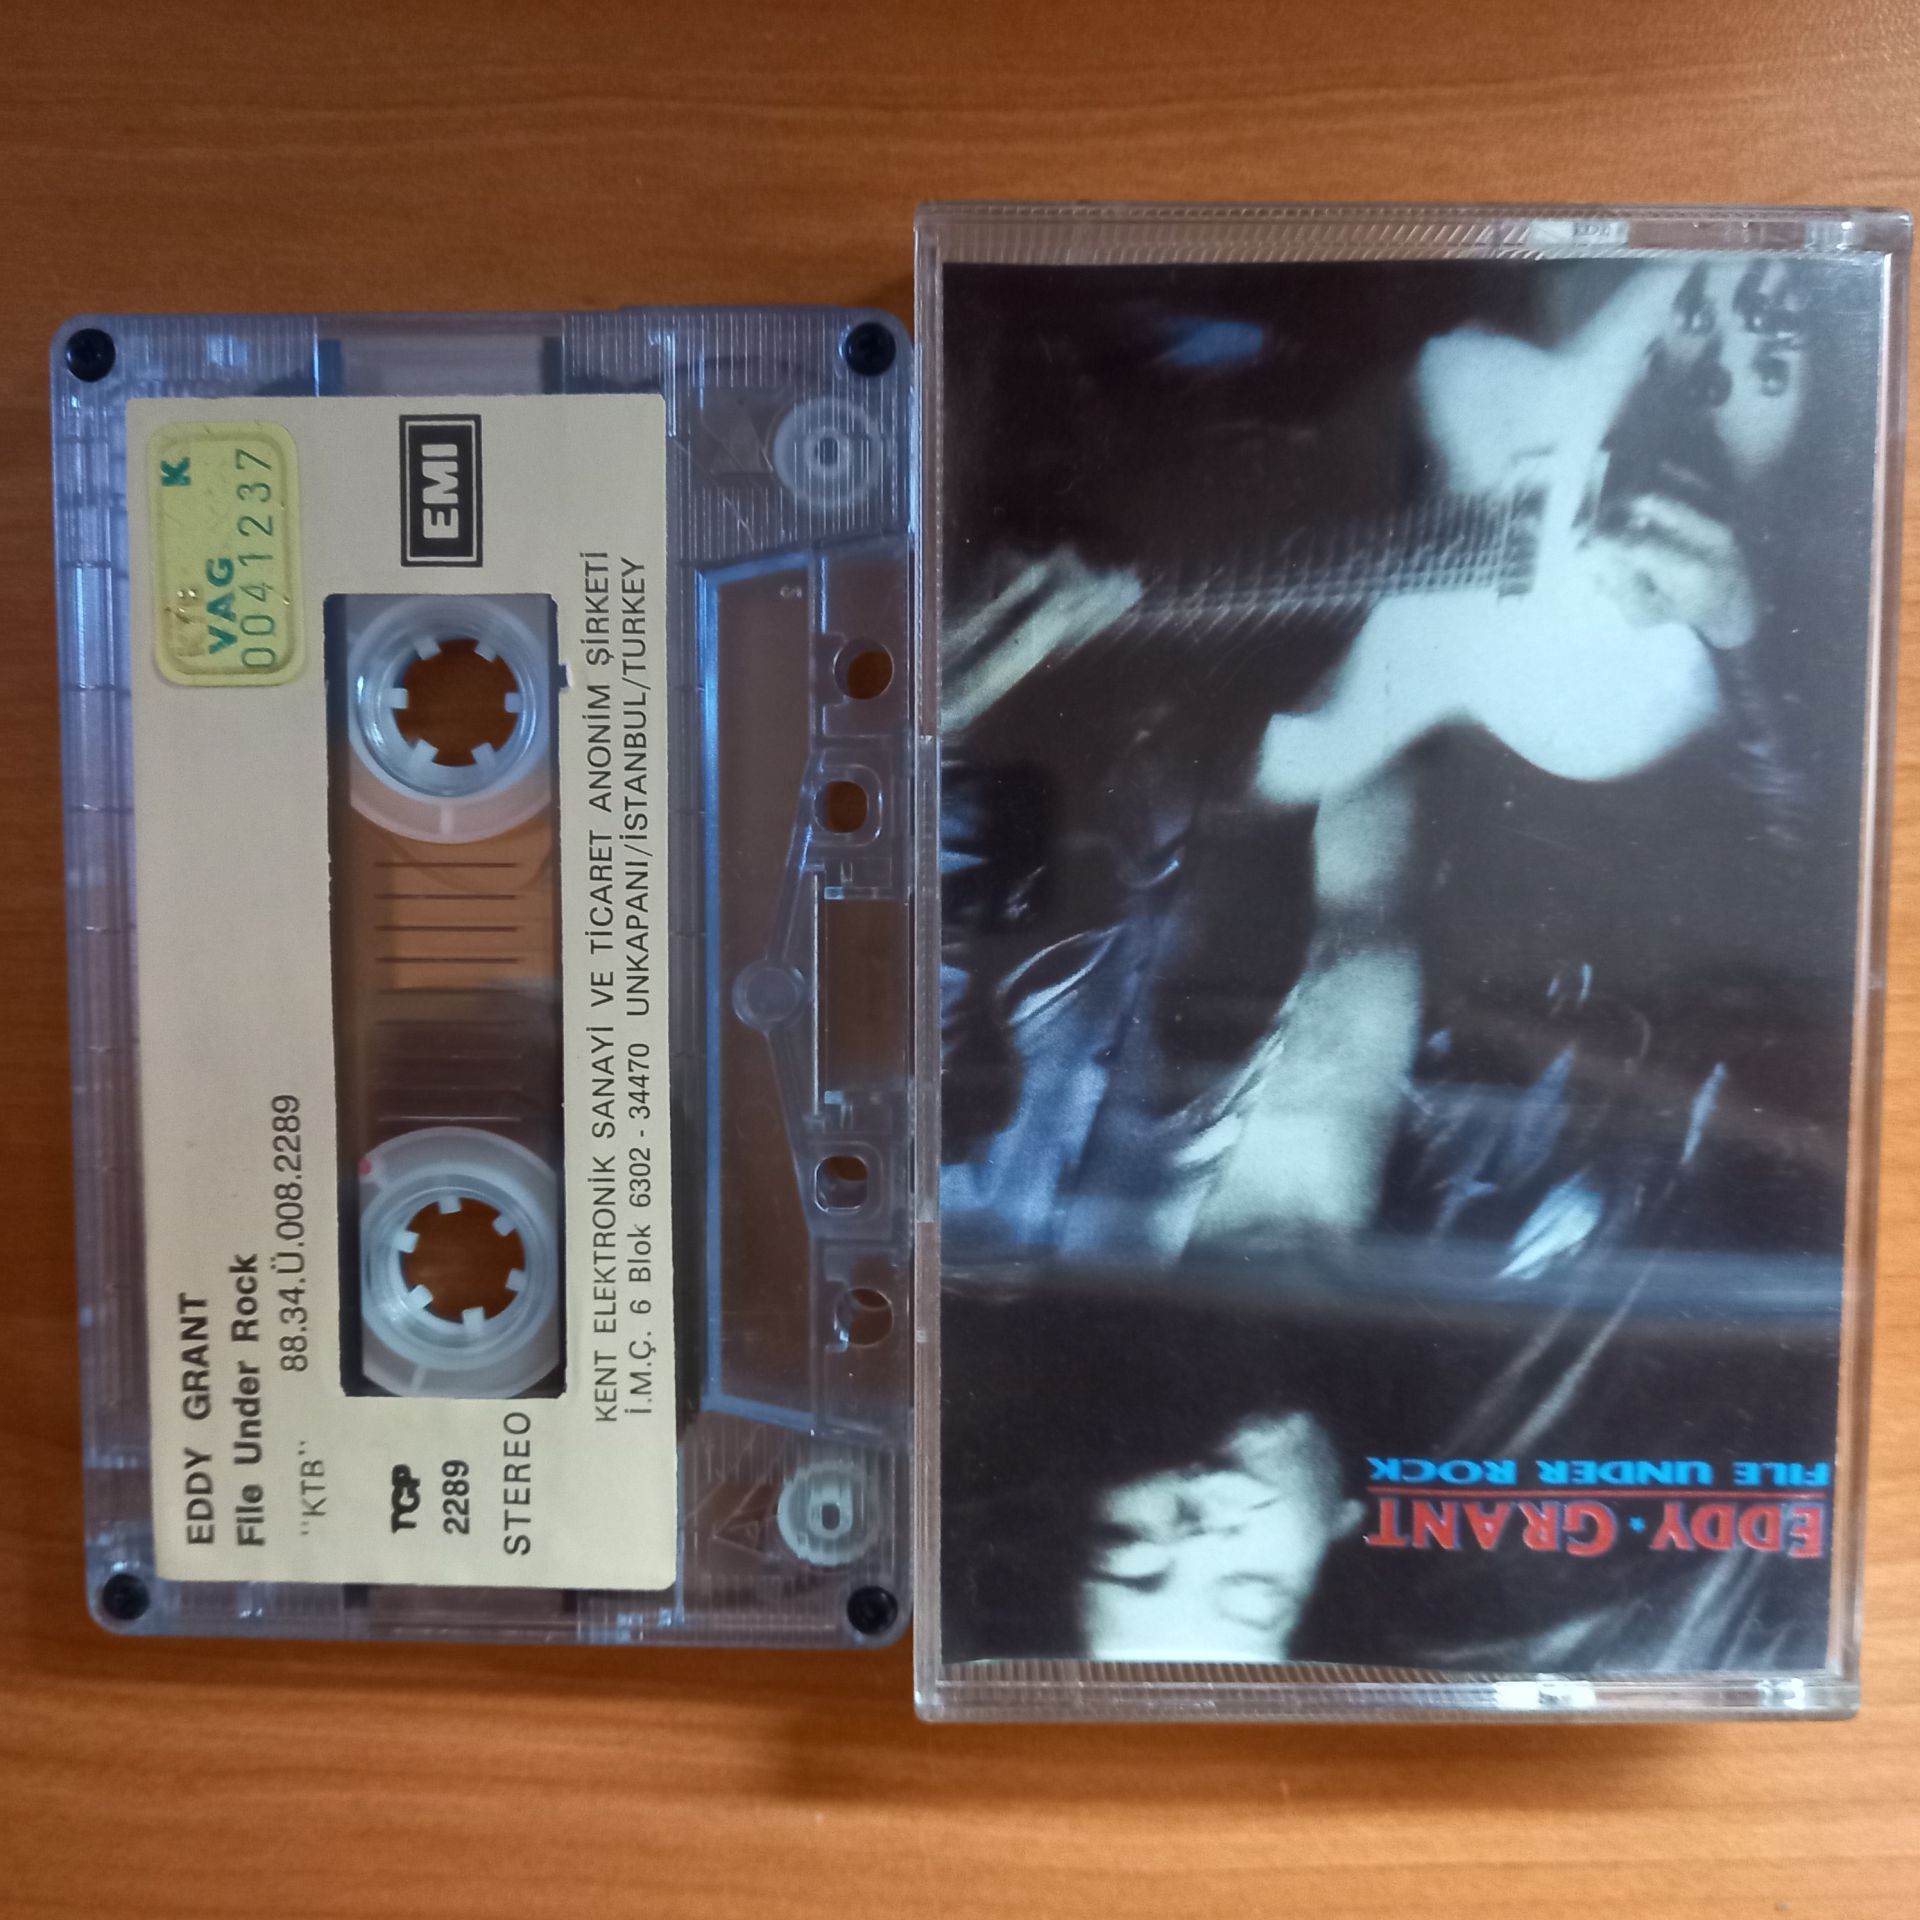 K
VAG
0041237
EMI
EDDY GRANT
File Under Rock
"KTB" 88.34.Ü.008.2289
TCP
2289
STEREO
KENT ELEKTRONİK SANAYİ VE TİCARET ANONİM ŞİRKETİ
İ.M.Ç. 6 Blok 6302 - 34470 UNKAPANI/İSTANBUL/TURKEY
EDDY · GRANT
FILE UNDER ROCK